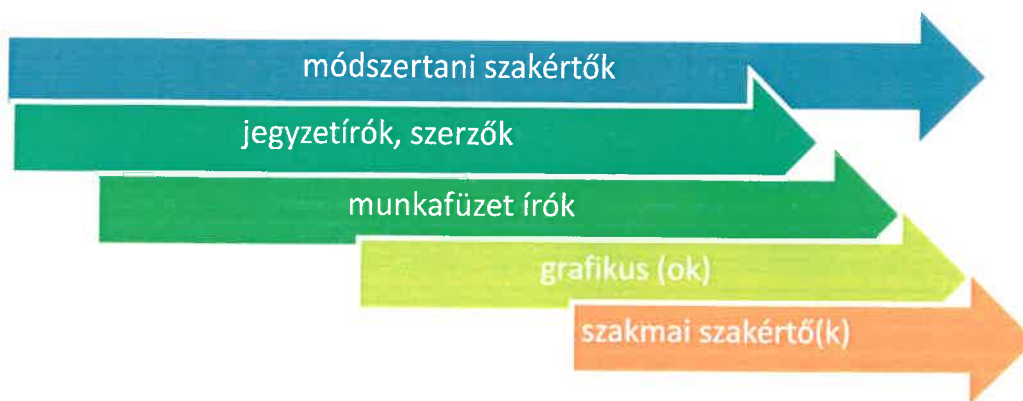 módszertani szakértők
jegyzetírók, szerzők
munkafüzet írók
grafikus (ok)
szakmai szakértő(k)